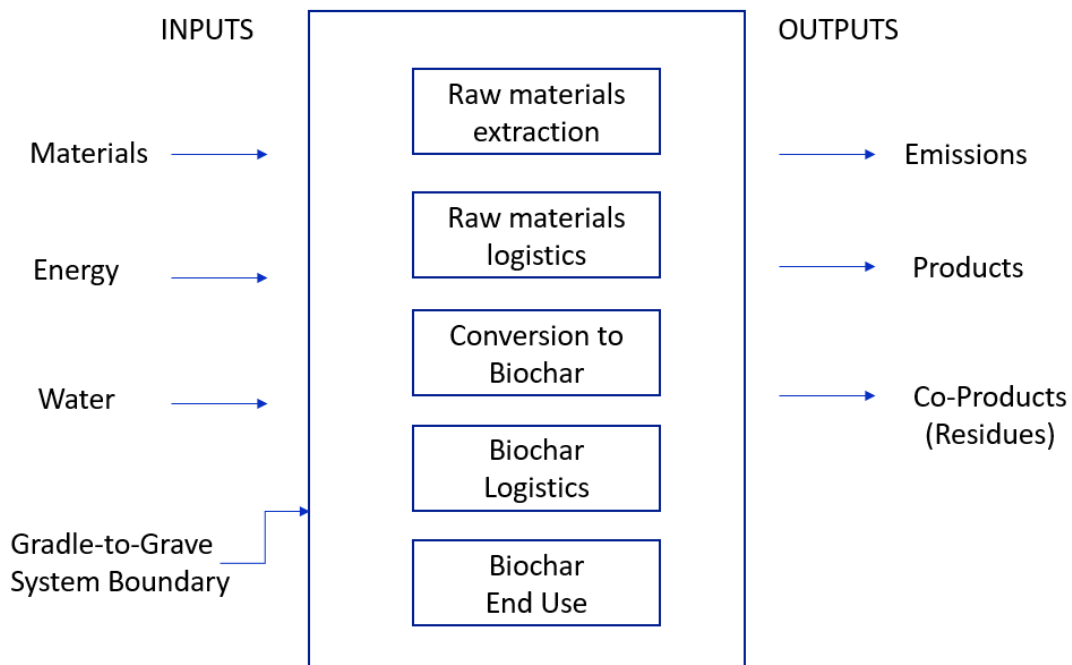 INPUTS
OUTPUTS
Raw materials
extraction
Materials
Emissions
Raw materials
logistics
Energy
Products
Conversion to
Biochar
Water
Co-Products
(Residues)
Biochar
Logistics
Gradle-to-Grave
System Boundary
Biochar
End Use